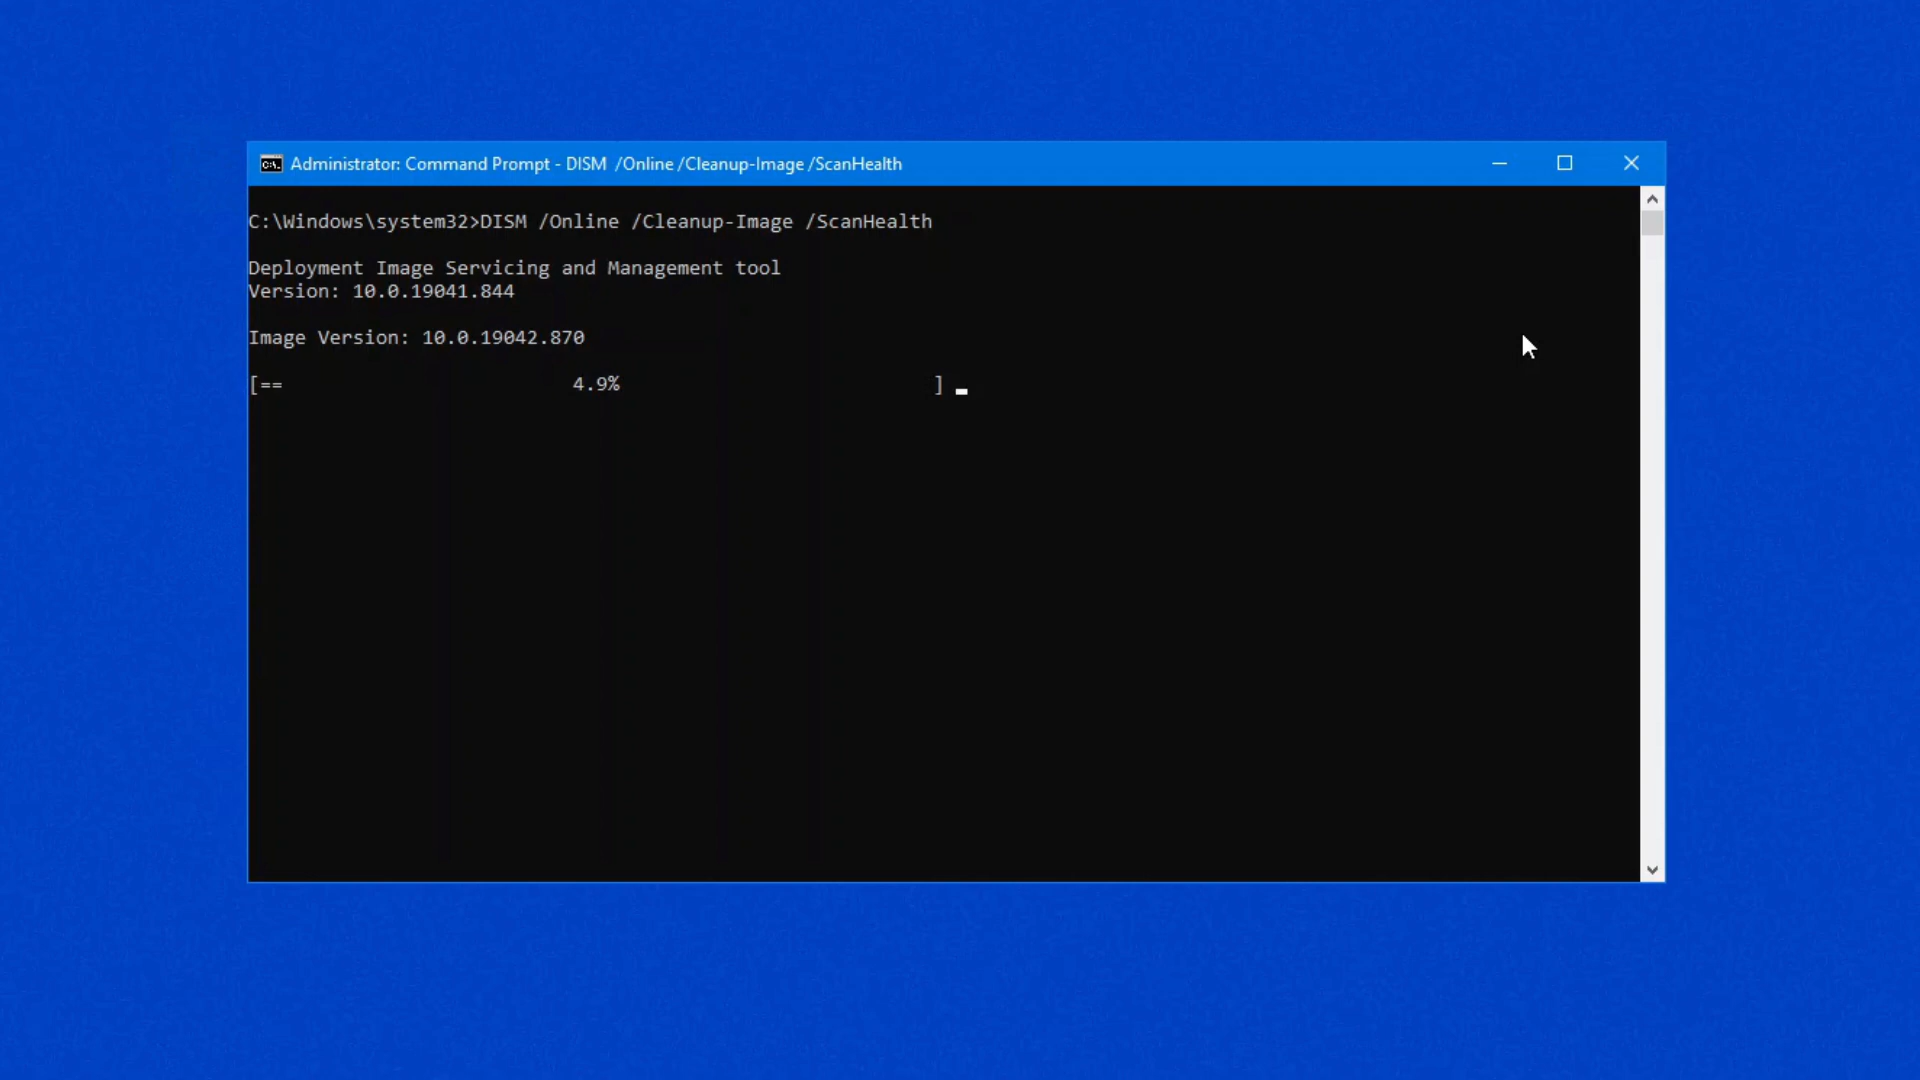 Administrator: Command Prompt - DISM  /Online /Cleanup-Image /ScanHealth
C:\Windows\system32>DISM /Online /Cleanup-Image /ScanHealth
Deployment Image Servicing and Management tool
Version: 10.0.19041.844
Image Version: 10.0.19042.870
[==                         4.9%                           ]